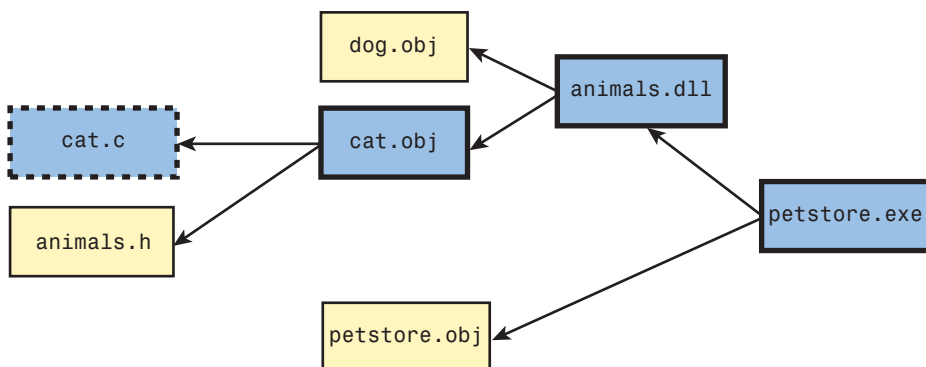 dog.obj
animals.dll
cat.c
cat.obj
petstore.exe
animals.h
petstore.obj